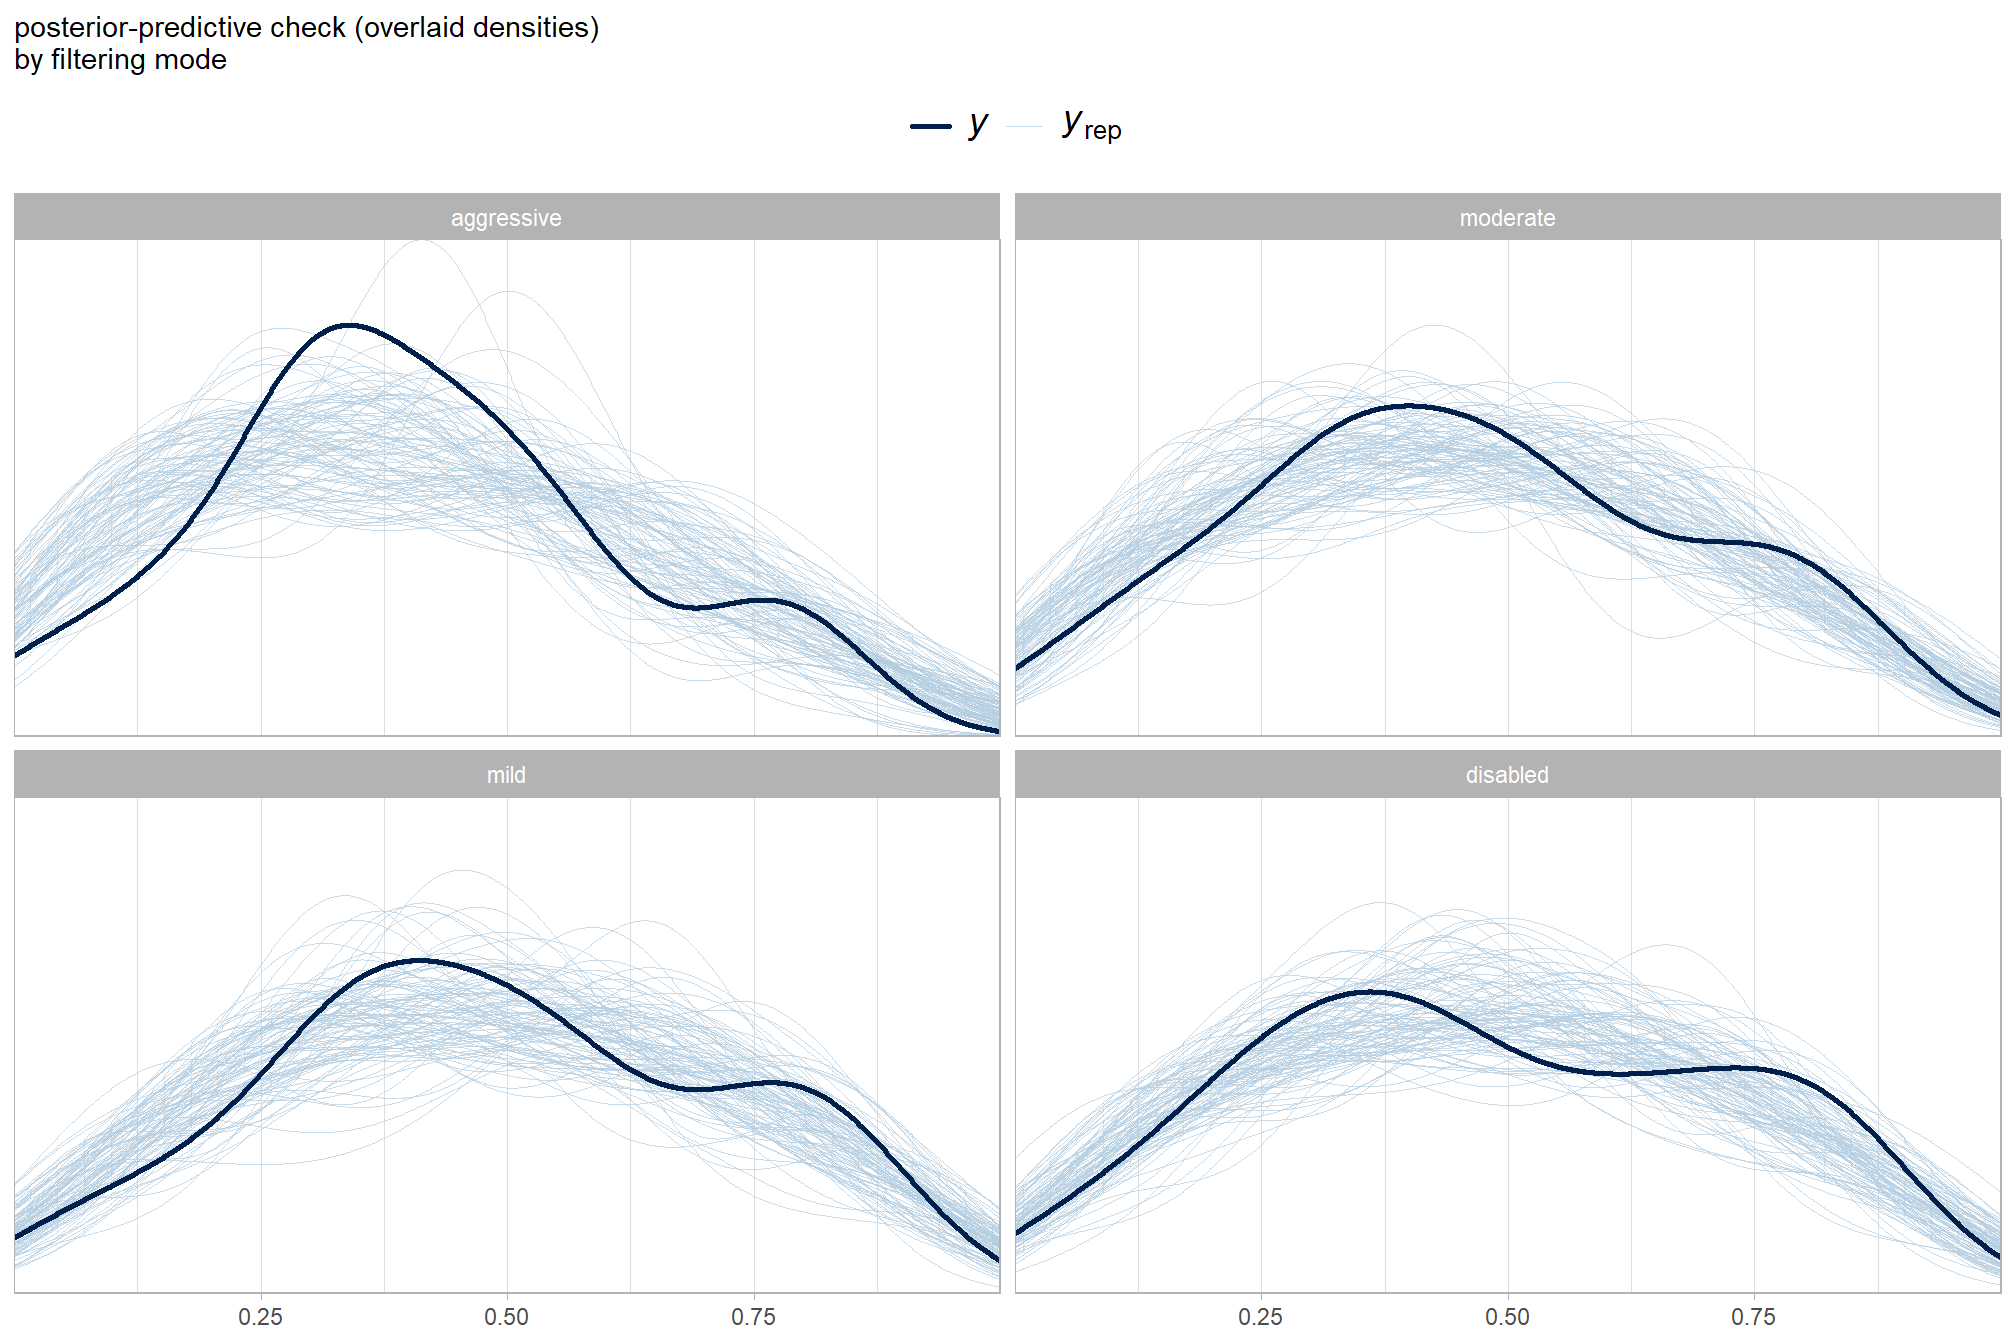 posterior-predictive check (overlaid densities)
by filtering mode
y y rep
aggressive moderate
mild disabled
0.25 0.50 0.75 0.25 0.50 0.75